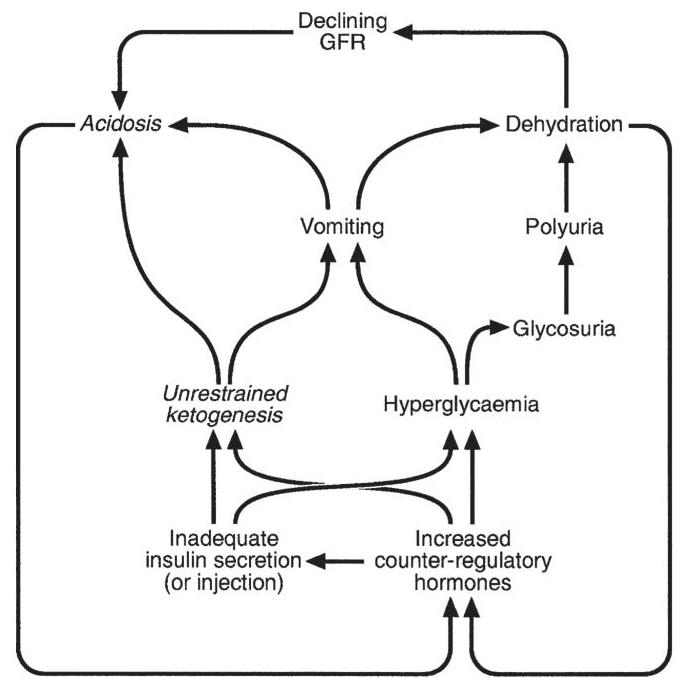 Declining
GFR
Acidosis
Dehydration
Vomiting
Polyuria
Glycosuria
Unrestrained
ketogenesis
Hyperglycaemia
Inadequate
insulin secretion
(or injection)
Increased
counter-regulatory
hormones